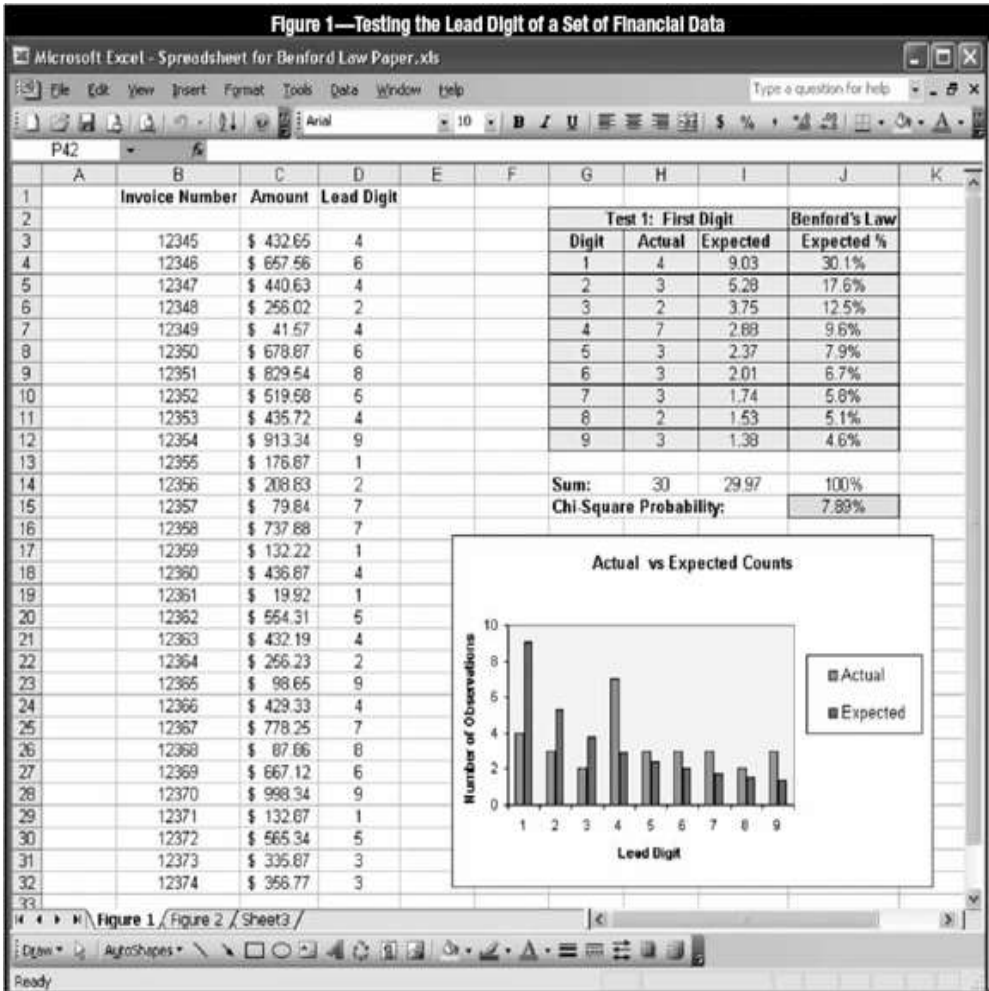 Figure 1—Testing the Lead Digit of a Set of Financial Data
Microsoft Excel - Spreadsheet for Benford Law Paper.xls
File Edit View Insert Format Tools Data Window Help Type a question for help
Arial 10 B I U $ % ,
P42 fx
A B C D E F G H I J K
1 Invoice Number Amount Lead Digit
2 Test 1: First Digit Benford's Law
3 12345 $ 432.65 4 Digit Actual Expected Expected %
4 12346 $ 657.56 6 1 4 9.03 30.1%
5 12347 $ 440.63 4 2 3 5.28 17.6%
6 12348 $ 256.02 2 3 2 3.75 12.5%
7 12349 $ 41.57 4 4 7 2.88 9.6%
8 12350 $ 678.87 6 5 3 2.37 7.9%
9 12351 $ 829.54 8 6 3 2.01 6.7%
10 12352 $ 519.58 5 7 3 1.74 5.8%
11 12353 $ 435.72 4 8 2 1.53 5.1%
12 12354 $ 913.34 9 9 3 1.38 4.6%
13 12355 $ 176.87 1
14 12356 $ 208.83 2 Sum: 30 29.97 100%
15 12357 $ 79.84 7 Chi-Square Probability: 7.89%
16 12358 $ 737.88 7
17 12359 $ 132.22 1
18 12360 $ 436.87 4
19 12361 $ 19.92 1
20 12362 $ 554.31 5
21 12363 $ 432.19 4
22 12364 $ 256.23 2
23 12365 $ 98.65 9
24 12366 $ 429.33 4
25 12367 $ 778.25 7
26 12368 $ 87.86 8
27 12369 $ 667.12 6
28 12370 $ 998.34 9
29 12371 $ 132.67 1
30 12372 $ 565.34 5
31 12373 $ 335.87 3
32 12374 $ 356.77 3
33
Actual vs Expected Counts
Number of Observations
10
8
6
4
2
0
1 2 3 4 5 6 7 8 9
Lead Digit
Actual
Expected
Figure 1 / Figure 2 / Sheet3 /
Draw AutoShapes
Ready